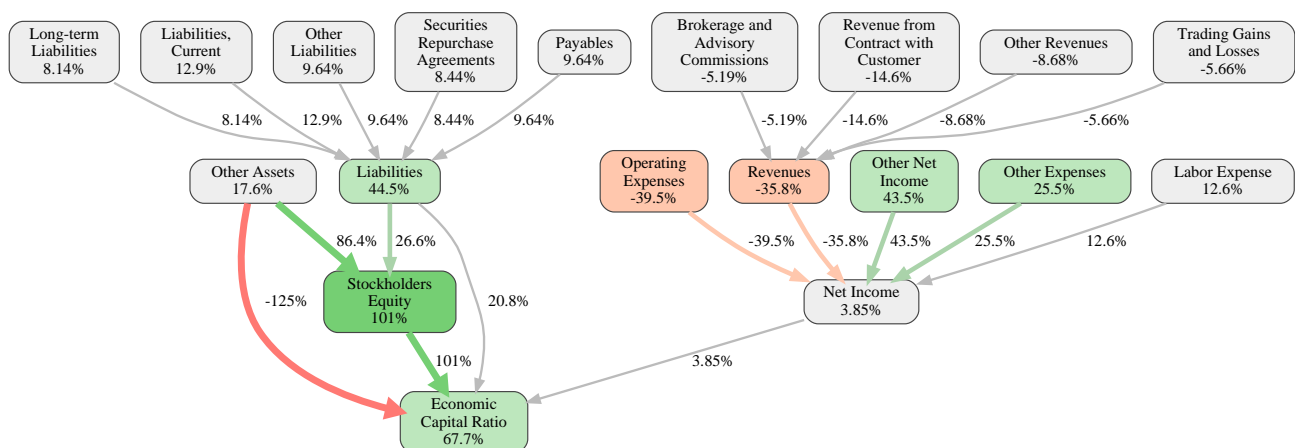 Long-term
Liabilities
8.14%
Liabilities,
Current
12.9%
Other
Liabilities
9.64%
Securities
Repurchase
Agreements
8.44%
Payables
9.64%
Brokerage and
Advisory
Commissions
-5.19%
Revenue from
Contract with
Customer
-14.6%
Other Revenues
-8.68%
Trading Gains
and Losses
-5.66%
8.14%
12.9%
9.64%
8.44%
9.64%
-5.19%
-14.6%
-8.68%
-5.66%
Other Assets
17.6%
Liabilities
44.5%
Operating
Expenses
-39.5%
Revenues
-35.8%
Other Net
Income
43.5%
Other Expenses
25.5%
Labor Expense
12.6%
86.4%
26.6%
-39.5%
-35.8%
43.5%
25.5%
12.6%
Stockholders
Equity
101%
-125%
20.8%
Net Income
3.85%
101%
3.85%
Economic
Capital Ratio
67.7%